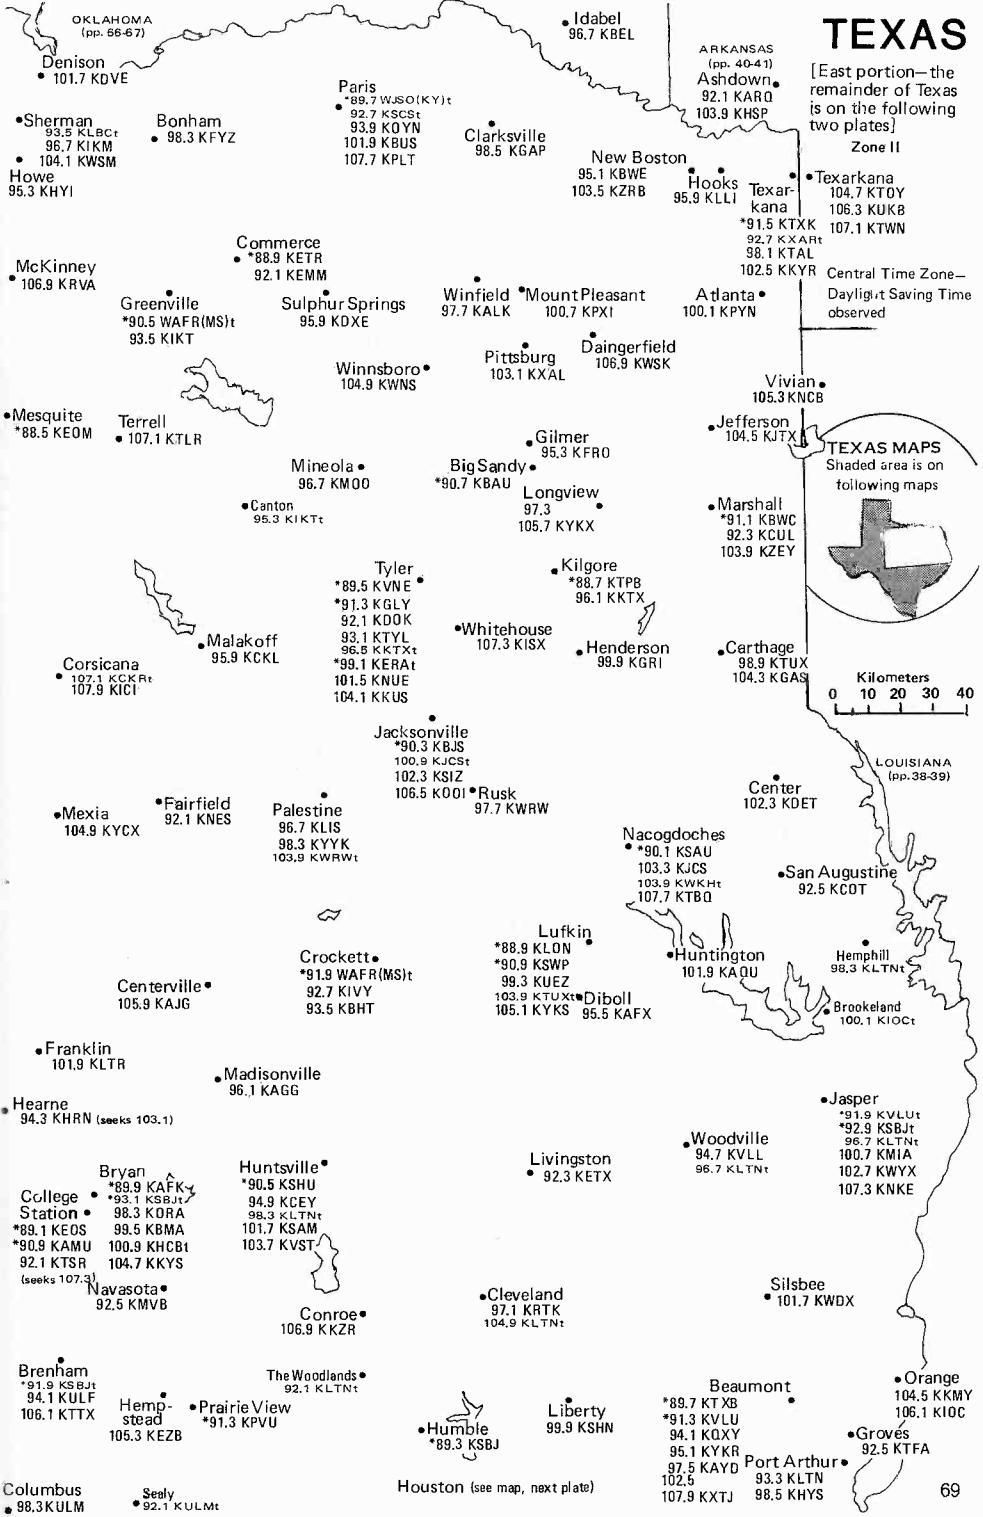 TEXAS
[East portion—the
remainder of Texas
is on the following
two plates]
Zone II
OKLAHOMA
(pp. 66-67)
Idabel
96.7 KBEL
ARKANSAS
(pp. 40-41)
Ashdown
92.1 KARQ
103.9 KHSP
Denison
101.7 KDVE
Sherman
93.5 KLBCt
96.7 KIKM
104.1 KWSM
Howe
95.3 KHYI
Bonham
98.3 KFYZ
Paris
*89.7 WJSO(KY)t
92.7 KSCSt
93.9 KOYN
101.9 KBUS
107.7 KPLT
Clarksville
98.5 KGAP
New Boston
95.1 KBWE
103.5 KZRB
Hooks
95.9 KLLI
Texar-
kana
*91.5 KTXK
92.7 KXARt
98.1 KTAL
102.5 KKYR
Texarkana
104.7 KTOY
106.3 KUKB
107.1 KTWN
Central Time Zone—
Daylight Saving Time
observed
McKinney
106.9 KRVA
Commerce
*88.9 KETR
92.1 KEMM
Greenville
*90.5 WAFR(MS)t
93.5 KIKT
Sulphur Springs
95.9 KDXE
Winfield
97.7 KALK
Mount Pleasant
100.7 KPXI
Atlanta
100.1 KPYN
Winnsboro
104.9 KWNS
Pittsburg
103.1 KXAL
Daingerfield
106.9 KWSK
Vivian
105.3 KNCB
Mesquite
*88.5 KEOM
Terrell
107.1 KTLR
Gilmer
95.3 KFRO
Jefferson
104.5 KJTX
TEXAS MAPS
Shaded area is on
following maps
Mineola
96.7 KMOO
Big Sandy
*90.7 KBAU
Canton
95.3 KIKTt
Longview
97.3
105.7 KYKX
Marshall
*91.1 KBWC
92.3 KCUL
103.9 KZEY
Tyler
*89.5 KVNE
*91.3 KGLY
92.1 KDOK
93.1 KTYL
96.5 KKTXt
*99.1 KERAt
101.5 KNUE
104.1 KKUS
Kilgore
*88.7 KTPB
96.1 KKTX
Malakoff
95.9 KCKL
Whitehouse
107.3 KISX
Henderson
99.9 KGRI
Carthage
98.9 KTUX
104.3 KGAS
Corsicana
107.1 KCKRt
107.9 KICI
Kilometers
0 10 20 30 40
Jacksonville
*90.3 KBJS
100.9 KJCSt
102.3 KSIZ
106.5 KOOI
Rusk
97.7 KWRW
LOUISIANA
(pp.38-39)
Center
102.3 KDET
Mexia
104.9 KYCX
Fairfield
92.1 KNES
Palestine
96.7 KLIS
98.3 KYYK
103.9 KWRWt
Nacogdoches
*90.1 KSAU
103.3 KJCS
103.9 KWKHt
107.7 KTBQ
San Augustine
92.5 KCOT
Lufkin
*88.9 KLDN
*90.9 KSWP
99.3 KUEZ
103.9 KTUXt
105.1 KYKS
Diboll
95.5 KAFX
Huntington
101.9 KAQU
Hemphill
98.3 KLTNt
Brookeland
100.1 KIOCt
Centerville
105.9 KAJG
Crockett
*91.9 WAFR(MS)t
92.7 KIVY
93.5 KBHT
Franklin
101.9 KLTR
Madisonville
96.1 KAGG
Hearne
94.3 KHRN (seeks 103.1)
Jasper
*91.9 KVLUt
*92.9 KSBJt
96.7 KLTNt
100.7 KMIA
102.7 KWYX
107.3 KNKE
Woodville
94.7 KVLL
96.7 KLTNt
Livingston
92.3 KETX
Bryan
*89.9 KAFK
*93.1 KSBJt
98.3 KORA
99.5 KBMA
100.9 KHCBt
104.7 KKYS
College
Station
*89.1 KEOS
*90.9 KAMU
92.1 KTSR
(seeks 107.3)
Huntsville
*90.5 KSHU
94.9 KCEY
98.3 KLTNt
101.7 KSAM
103.7 KVST
Navasota
92.5 KMVB
Conroe
106.9 KKZR
Cleveland
97.1 KRTK
104.9 KLTNt
Silsbee
101.7 KWDX
Brenham
*91.9 KSBJt
94.1 KULF
106.1 KTTX
The Woodlands
92.1 KLTNt
Hemp-
stead
105.3 KEZB
Prairie View
*91.3 KPVU
Humble
*89.3 KSBJ
Liberty
99.9 KSHN
Beaumont
*89.7 KTXB
*91.3 KVLU
94.1 KQXY
95.1 KYKR
97.5 KAYD
102.5
107.9 KXTJ
Orange
104.5 KKMY
106.1 KIOC
Groves
92.5 KTFA
Port Arthur
93.3 KLTN
98.5 KHYS
Columbus
98.3 KULM
Sealy
92.1 KULMt
Houston (see map, next plate)
69